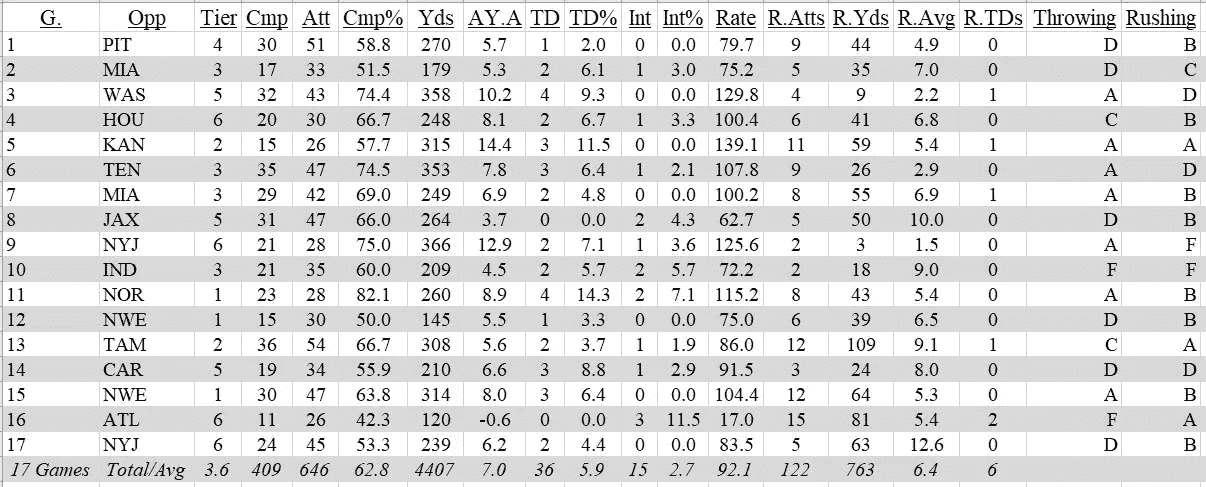 G. Opp Tier Cmp Att Cmp% Yds AY.A TD TD% Int Int% Rate R.Atts R.Yds R.Avg R.TDs Throwing Rushing
1 PIT 4 30 51 58.8 270 5.7 1 2.0 0 0.0 79.7 9 44 4.9 0 D B
2 MIA 3 17 33 51.5 179 5.3 2 6.1 1 3.0 75.2 5 35 7.0 0 D C
3 WAS 5 32 43 74.4 358 10.2 4 9.3 0 0.0 129.8 4 9 2.2 1 A D
4 HOU 6 20 30 66.7 248 8.1 2 6.7 1 3.3 100.4 6 41 6.8 0 C B
5 KAN 2 15 26 57.7 315 14.4 3 11.5 0 0.0 139.1 11 59 5.4 1 A A
6 TEN 3 35 47 74.5 353 7.8 3 6.4 1 2.1 107.8 9 26 2.9 0 A D
7 MIA 3 29 42 69.0 249 6.9 2 4.8 0 0.0 100.2 8 55 6.9 1 A B
8 JAX 5 31 47 66.0 264 3.7 0 0.0 2 4.3 62.7 5 50 10.0 0 D B
9 NYJ 6 21 28 75.0 366 12.9 2 7.1 1 3.6 125.6 2 3 1.5 0 A F
10 IND 3 21 35 60.0 209 4.5 2 5.7 2 5.7 72.2 2 18 9.0 0 F F
11 NOR 1 23 28 82.1 260 8.9 4 14.3 2 7.1 115.2 8 43 5.4 0 A B
12 NWE 1 15 30 50.0 145 5.5 1 3.3 0 0.0 75.0 6 39 6.5 0 D B
13 TAM 2 36 54 66.7 308 5.6 2 3.7 1 1.9 86.0 12 109 9.1 1 C A
14 CAR 5 19 34 55.9 210 6.6 3 8.8 1 2.9 91.5 3 24 8.0 0 D D
15 NWE 1 30 47 63.8 314 8.0 3 6.4 0 0.0 104.4 12 64 5.3 0 A B
16 ATL 6 11 26 42.3 120 -0.6 0 0.0 3 11.5 17.0 15 81 5.4 2 F A
17 NYJ 6 24 45 53.3 239 6.2 2 4.4 0 0.0 83.5 5 63 12.6 0 D B
17 Games Total/Avg 3.6 409 646 62.8 4407 7.0 36 5.9 15 2.7 92.1 122 763 6.4 6